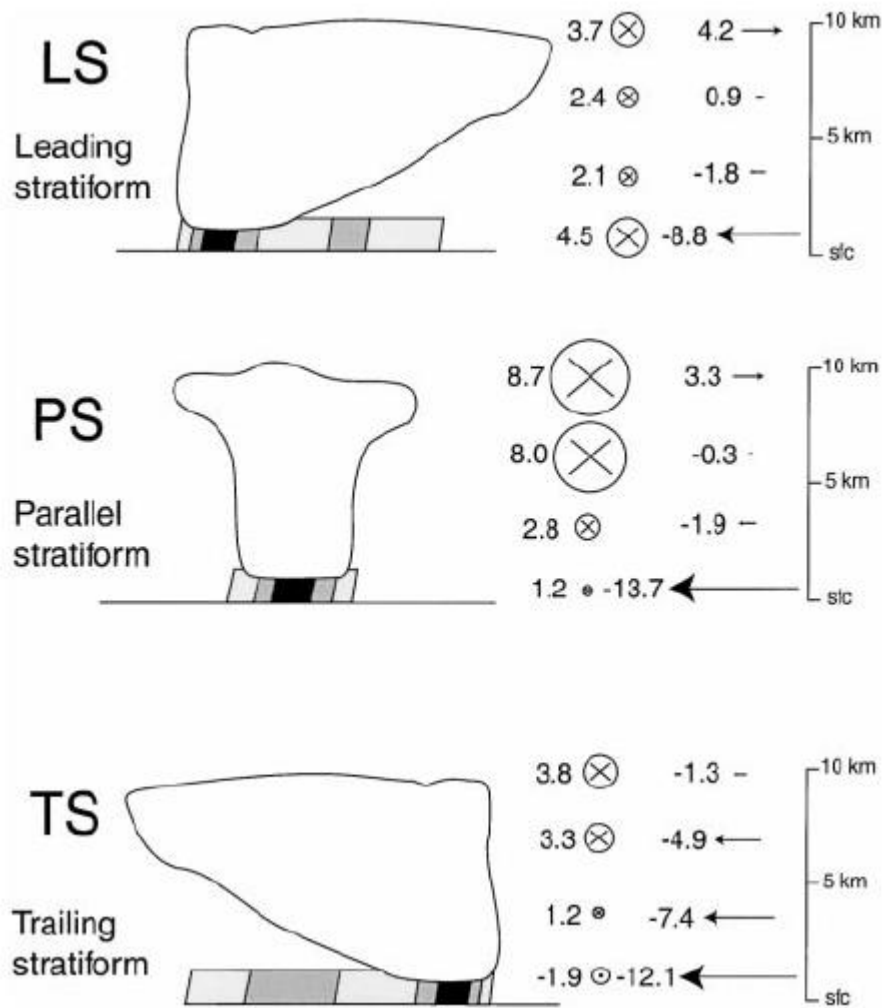 3.7 4.2 10 km
LS
2.4 0.9
Leading
stratiform
5 km
2.1 -1.8
4.5 -8.8
sfc
8.7 3.3 10 km
PS
8.0 -0.3
5 km
Parallel
stratiform
2.8 -1.9
1.2 -13.7
sfc
3.8 -1.3 10 km
TS
3.3 -4.9
5 km
Trailing
stratiform
1.2 -7.4
-1.9 -12.1
sfc